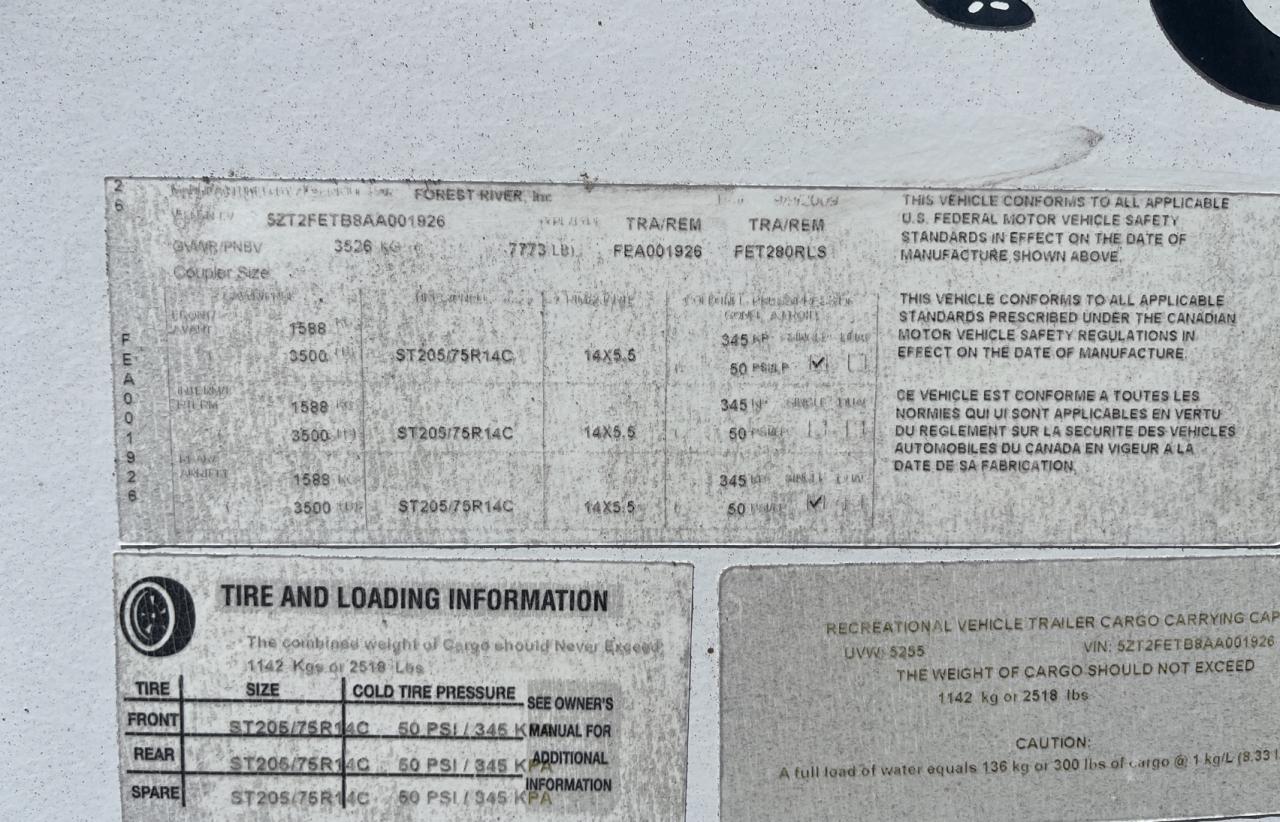 26
FOREST RIVER, Inc
5ZT2FETB8AA001926 TRA/REM TRA/REM
GVWR/PNBV 3526 KG 7773 LB FEA001926 FET280RLS
Coupler Size
FEA001926
1588
3500 ST205/75R14C 14X5.5
345 KP
50 PSI/LP
1588
3500 ST205/75R14C 14X5.5
345
50
1588
3500 ST205/75R14C 14X5.5
345
50
THIS VEHICLE CONFORMS TO ALL APPLICABLE
U.S. FEDERAL MOTOR VEHICLE SAFETY
STANDARDS IN EFFECT ON THE DATE OF
MANUFACTURE SHOWN ABOVE.
THIS VEHICLE CONFORMS TO ALL APPLICABLE
STANDARDS PRESCRIBED UNDER THE CANADIAN
MOTOR VEHICLE SAFETY REGULATIONS IN
EFFECT ON THE DATE OF MANUFACTURE.
CE VEHICLE EST CONFORME A TOUTES LES
NORMIES QUI UI SONT APPLICABLES EN VERTU
DU REGLEMENT SUR LA SECURITE DES VEHICLES
AUTOMOBILES DU CANADA EN VIGEUR A LA
DATE DE SA FABRICATION.
TIRE AND LOADING INFORMATION
The combined weight of Cargo should Never Exceed
1142 Kgs or 2518 Lbs
TIRE SIZE COLD TIRE PRESSURE
FRONT ST205/75R14C 50 PSI / 345 KPA
REAR ST205/75R14C 50 PSI / 345 KPA
SPARE ST205/75R14C 50 PSI / 345 KPA
SEE OWNER'S
MANUAL FOR
ADDITIONAL
INFORMATION
RECREATIONAL VEHICLE TRAILER CARGO CARRYING CAP
UVW: 5255 VIN: 5ZT2FETB8AA001926
THE WEIGHT OF CARGO SHOULD NOT EXCEED
1142 kg or 2518 lbs
CAUTION:
A full load of water equals 136 kg or 300 lbs of cargo @ 1 kg/L (8.33